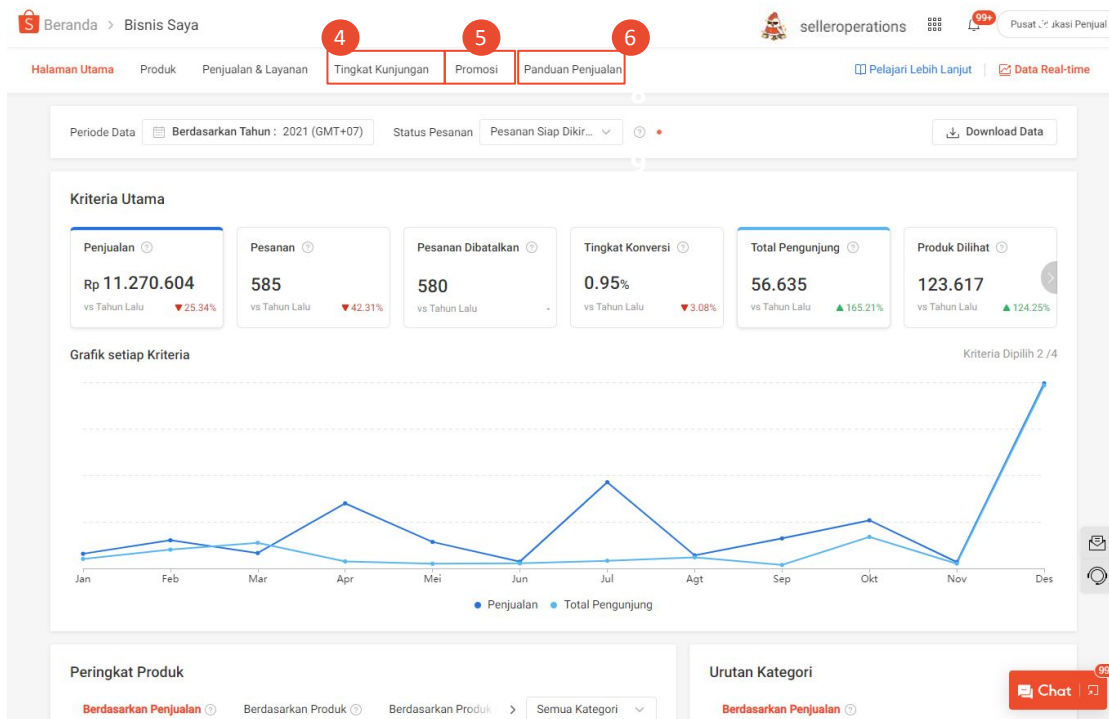 Beranda > Bisnis Saya
selleroperations
99+
Pusat Edukasi Penjual
4 5 6
Halaman Utama Produk Penjualan & Layanan Tingkat Kunjungan Promosi Panduan Penjualan Pelajari Lebih Lanjut Data Real-time
Periode Data Berdasarkan Tahun : 2021 (GMT+07) Status Pesanan Pesanan Siap Dikir... Download Data
Kriteria Utama
Penjualan Pesanan Pesanan Dibatalkan Tingkat Konversi Total Pengunjung Produk Dilihat
Rp 11.270.604 585 580 0.95% 56.635 123.617
vs Tahun Lalu ▼25.34% vs Tahun Lalu ▼42.31% vs Tahun Lalu - vs Tahun Lalu ▼3.08% vs Tahun Lalu ▲165.21% vs Tahun Lalu ▲124.25%
Grafik setiap Kriteria Kriteria Dipilih 2 /4
Jan Feb Mar Apr Mei Jun Jul Agt Sep Okt Nov Des
Penjualan Total Pengunjung
Peringkat Produk Urutan Kategori
Berdasarkan Penjualan Berdasarkan Produk Berdasarkan Produk > Semua Kategori Berdasarkan Penjualan
Chat
99